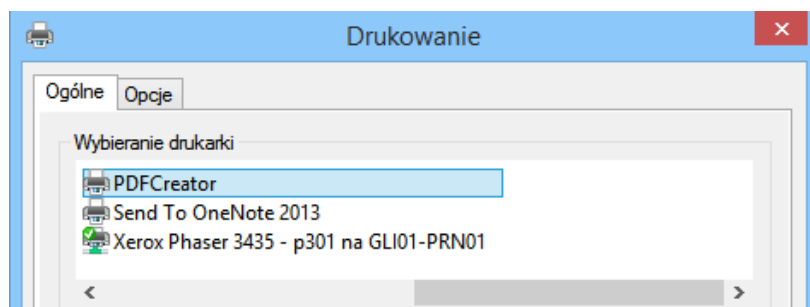 Drukowanie
Ogólne Opcje
Wybieranie drukarki
PDFCreator
Send To OneNote 2013
Xerox Phaser 3435 - p301 na GLI01-PRN01